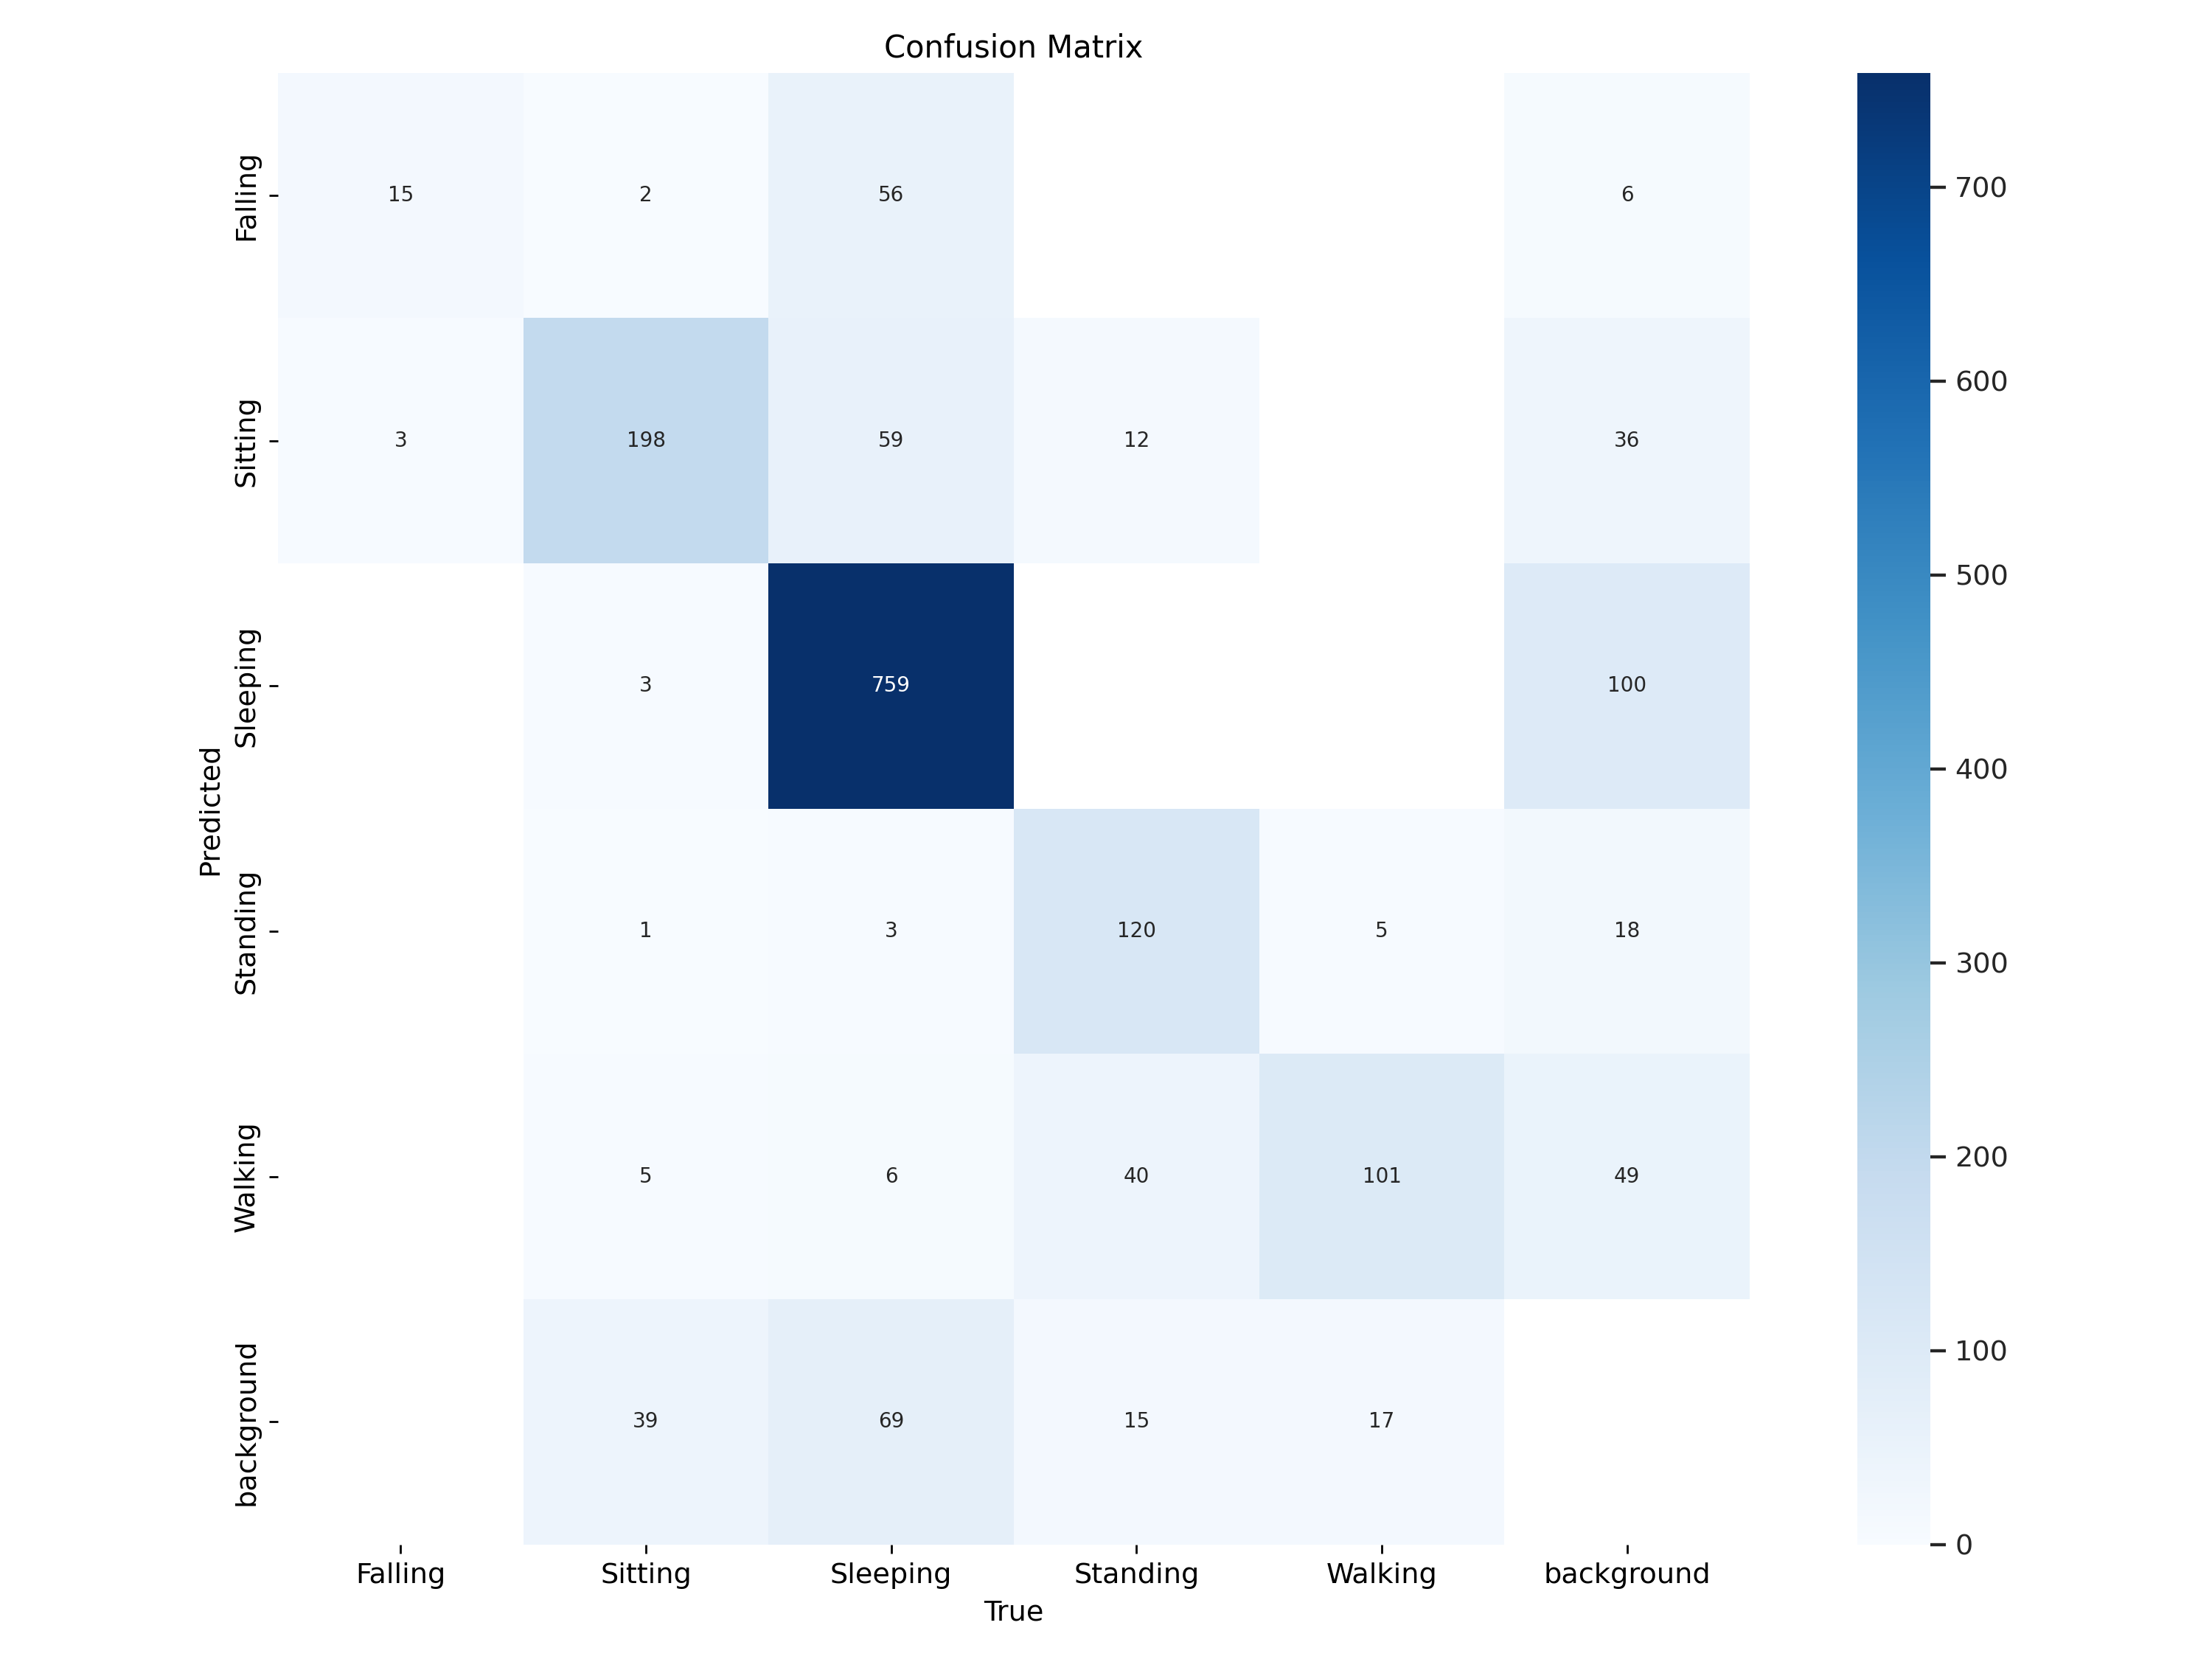 Confusion Matrix
Predicted
Falling
15 2 56 6
Sitting
3 198 59 12 36
Sleeping
3 759 100
Standing
1 3 120 5 18
Walking
5 6 40 101 49
background
39 69 15 17
Falling Sitting Sleeping Standing Walking background
True
700
600
500
400
300
200
100
0